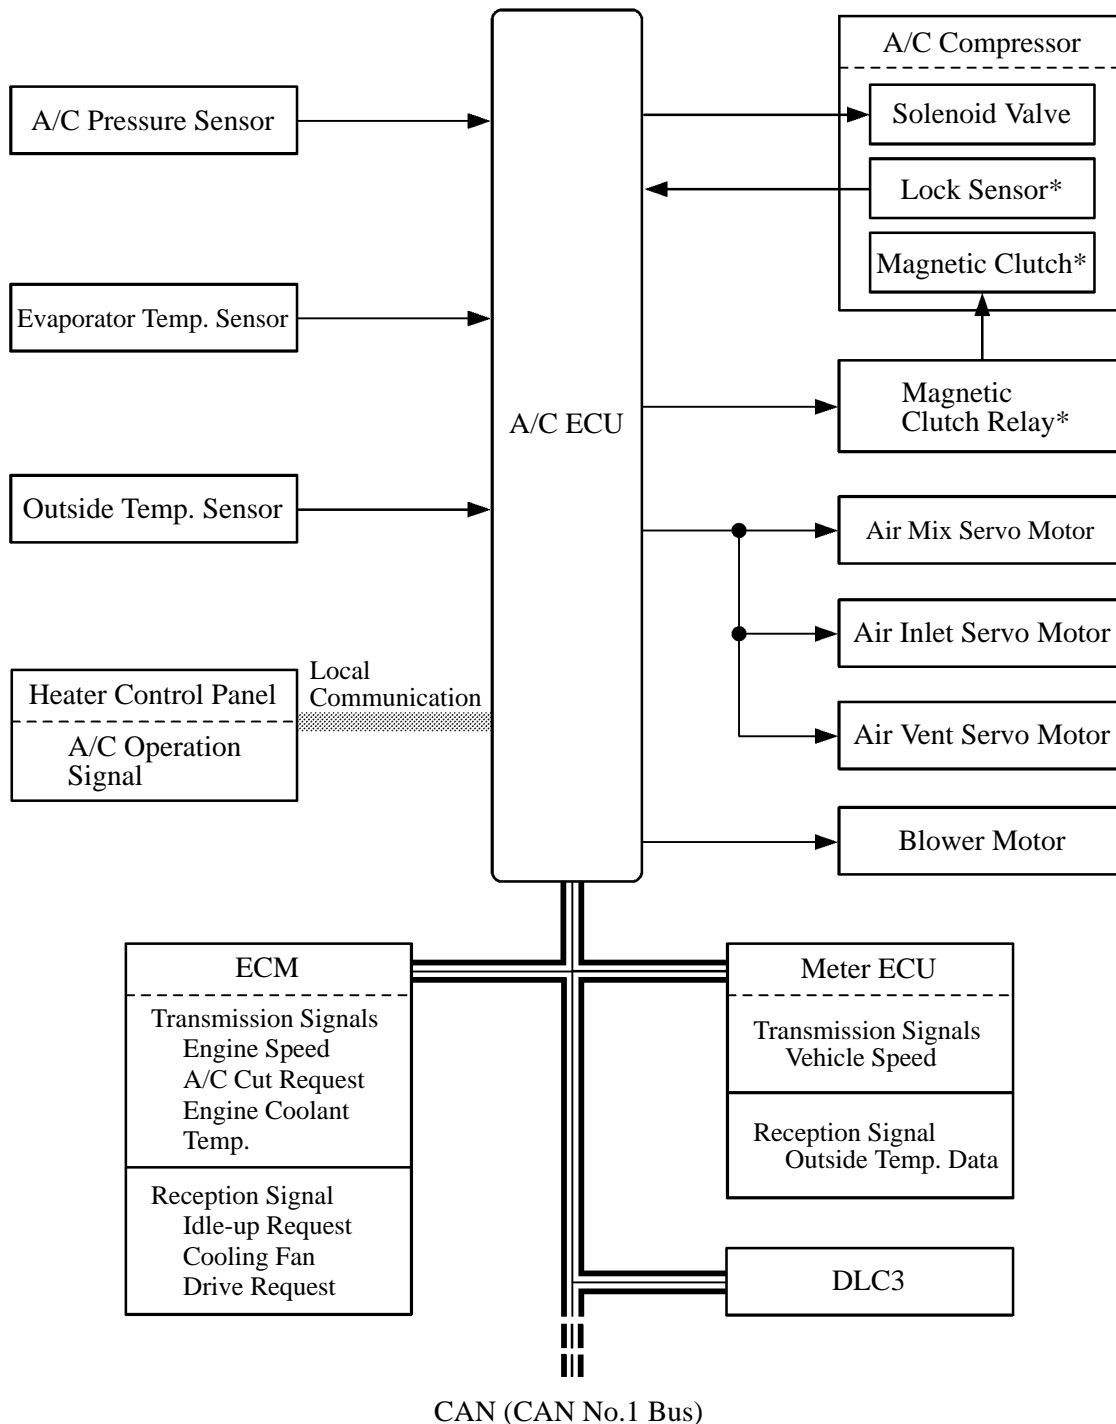 A/C Compressor
A/C Pressure Sensor
Solenoid Valve
Lock Sensor*
Magnetic Clutch*
Evaporator Temp. Sensor
Magnetic
Clutch Relay*
A/C ECU
Outside Temp. Sensor
Air Mix Servo Motor
Air Inlet Servo Motor
Local
Communication
Heater Control Panel
A/C Operation
Signal
Air Vent Servo Motor
Blower Motor
ECM
Transmission Signals
Engine Speed
A/C Cut Request
Engine Coolant
Temp.
Reception Signal
Idle-up Request
Cooling Fan
Drive Request
Meter ECU
Transmission Signals
Vehicle Speed
Reception Signal
Outside Temp. Data
DLC3
CAN (CAN No.1 Bus)